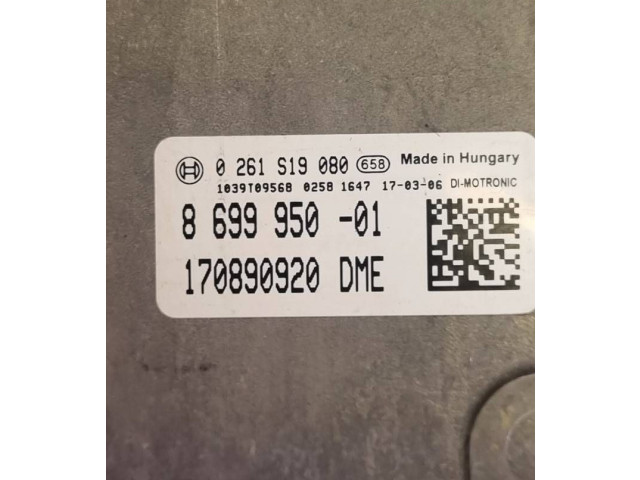 0 261 S19 080 658 Made in Hungary
1039T09568 0258 1647 17-03-06 DI-MOTRONIC
8 699 950 -01
170890920 DME